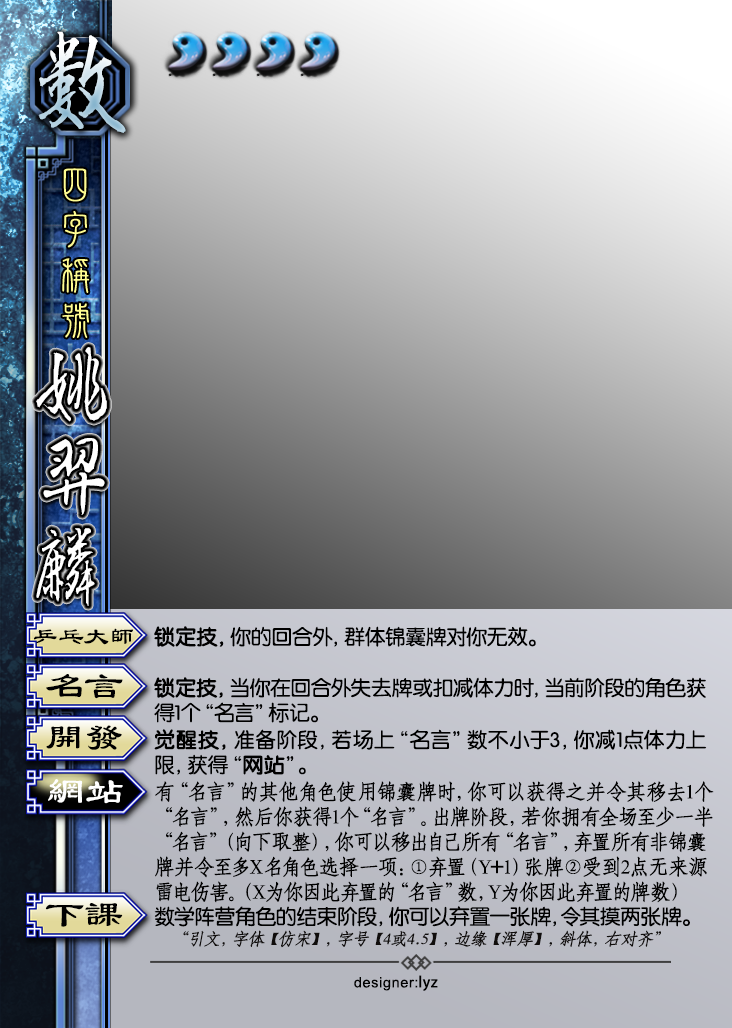 数
四字稱號
姚羿麟
乒乓大師
锁定技，你的回合外，群体锦囊牌对你无效。
名言
锁定技，当你在回合外失去牌或扣减体力时，当前阶段的角色获
得1个“名言”标记。
開發
觉醒技，准备阶段，若场上“名言”数不小于3，你减1点体力上
限，获得“网站”。
網站
有“名言”的其他角色使用锦囊牌时，你可以获得之并令其移去1个
“名言”，然后你获得1个“名言”。出牌阶段，若你拥有全场至少一半
“名言”（向下取整），你可以移出自己所有“名言”，弃置所有非锦囊
牌并令至多X名角色选择一项：①弃置（Y+1）张牌②受到2点无来源
雷电伤害。（X为你因此弃置的“名言”数，Y为你因此弃置的牌数）
下課
数学阵营角色的结束阶段，你可以弃置一张牌，令其摸两张牌。
“引文，字体【仿宋】，字号【4或4.5】，边缘【浑厚】，斜体，右对齐”
designer:lyz